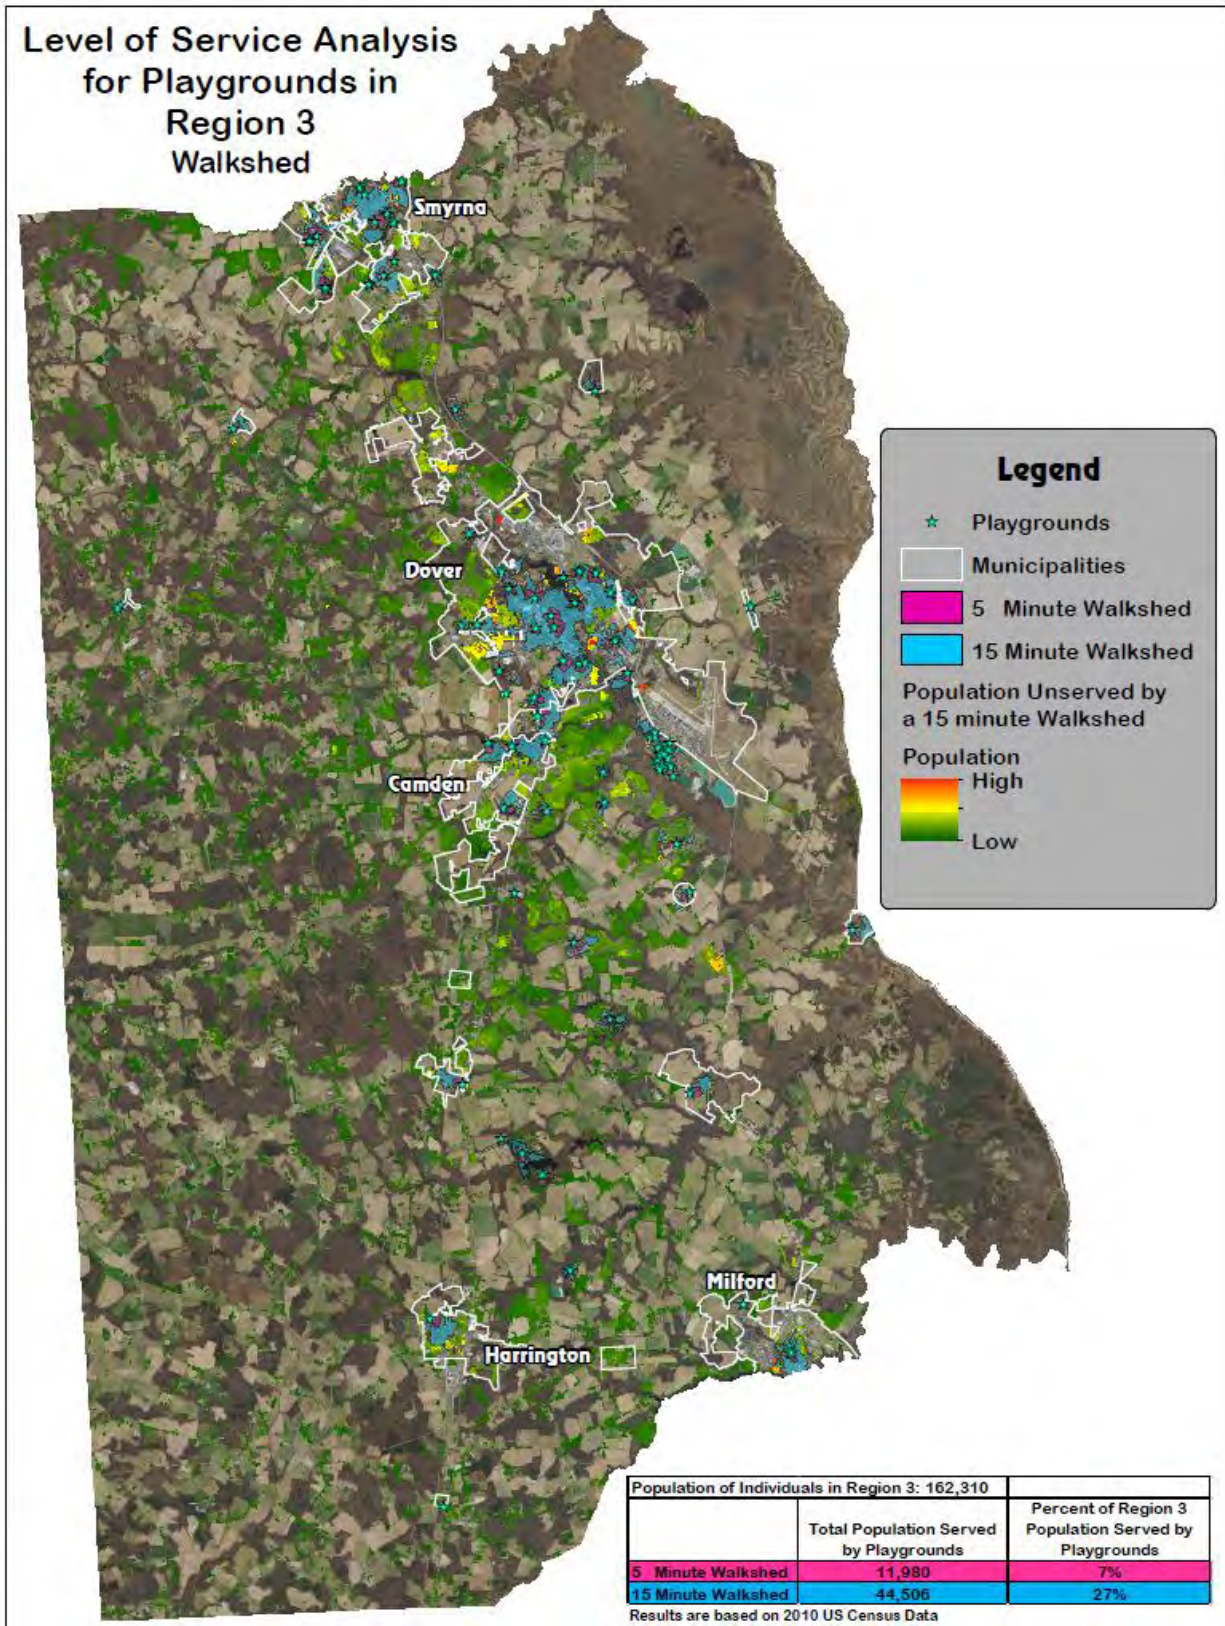 Level of Service Analysis
for Playgrounds in
Region 3
Walkshed
Smyrna
Dover
Camden
Milford
Harrington
Legend
Playgrounds
Municipalities
5 Minute Walkshed
15 Minute Walkshed
Population Unserved by
a 15 minute Walkshed
Population
High
Low
Population of Individuals in Region 3: 162,310
Total Population Served
by Playgrounds
Percent of Region 3
Population Served by
Playgrounds
5 Minute Walkshed 11,980 7%
15 Minute Walkshed 44,506 27%
Results are based on 2010 US Census Data